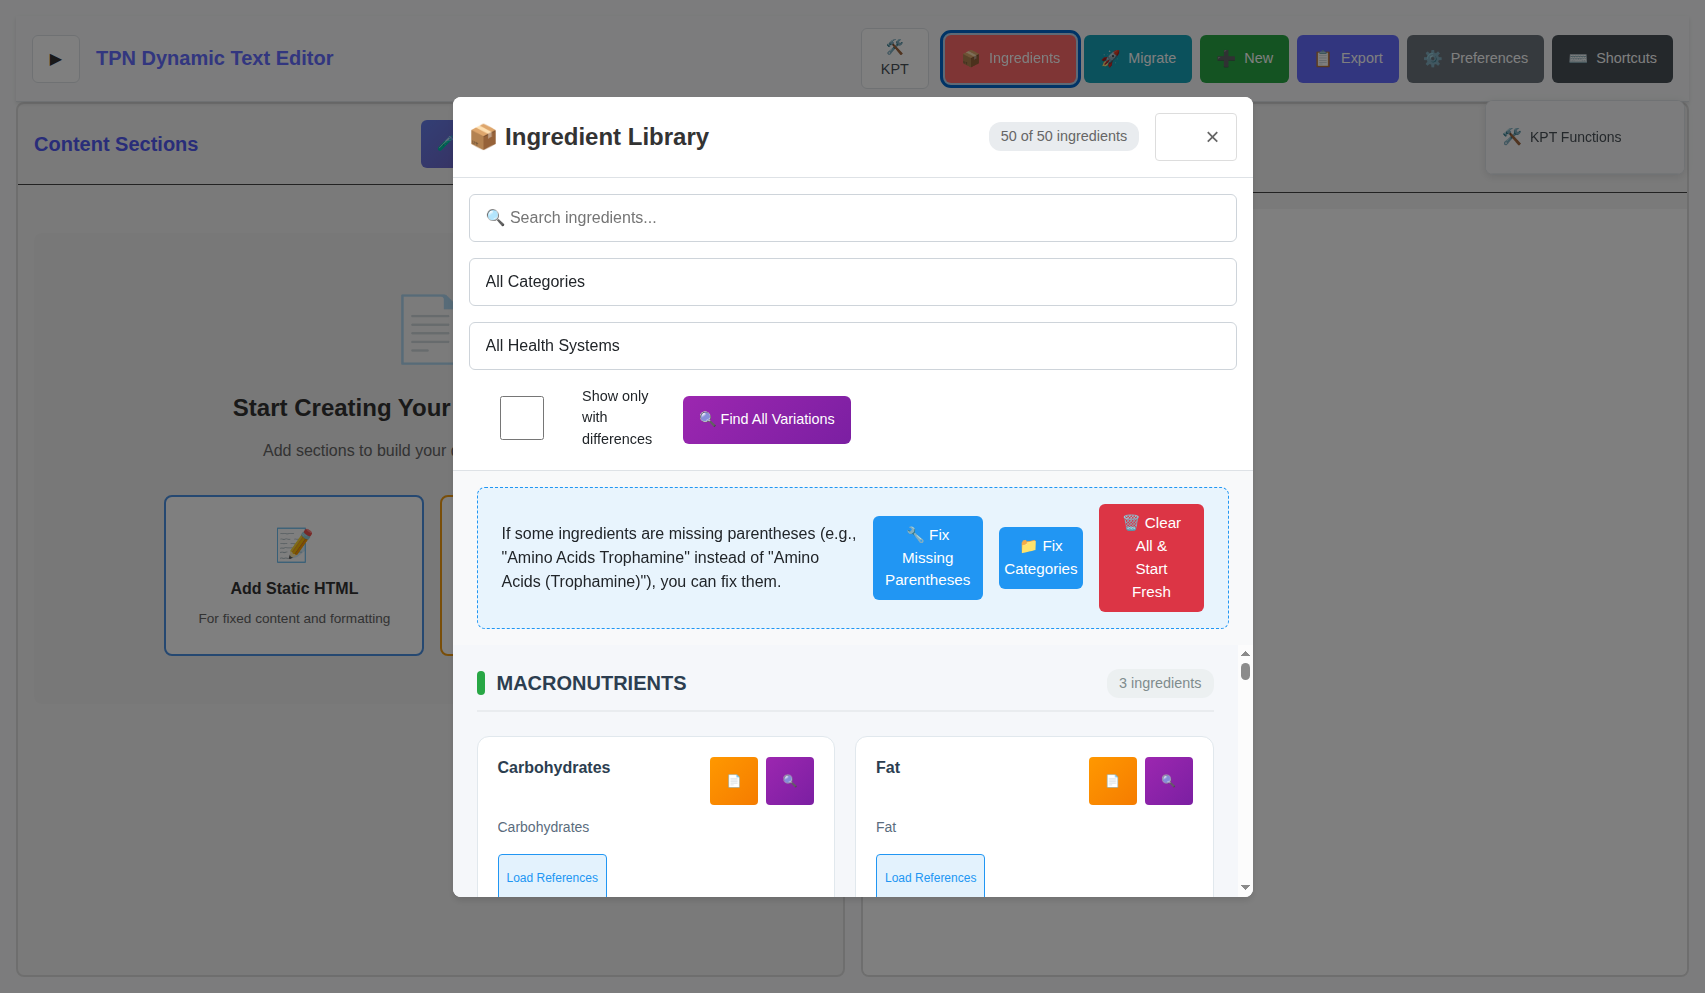 TPN Dynamic Text Editor
KPT
Ingredients
Migrate
New
Export
Preferences
Shortcuts
Content Sections
KPT Functions
Start Creating Your
Add sections to build your
Add Static HTML
For fixed content and formatting
Ingredient Library
50 of 50 ingredients
Search ingredients...
All Categories
All Health Systems
Show only
with
differences
Find All Variations
If some ingredients are missing parentheses (e.g.,
"Amino Acids Trophamine" instead of "Amino
Acids (Trophamine)"), you can fix them.
Fix
Missing
Parentheses
Fix
Categories
Clear
All &
Start
Fresh
MACRONUTRIENTS
3 ingredients
Carbohydrates
Carbohydrates
Load References
Fat
Fat
Load References